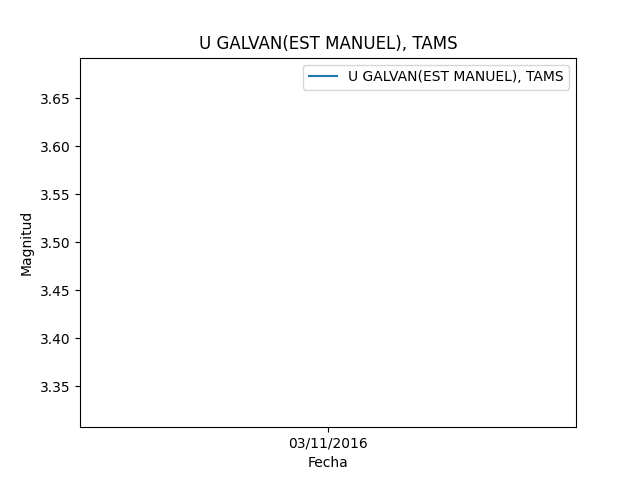 U GALVAN(EST MANUEL), TAMS
U GALVAN(EST MANUEL), TAMS
3.65
3.60
3.55
3.50
3.45
3.40
3.35
Magnitud
03/11/2016
Fecha